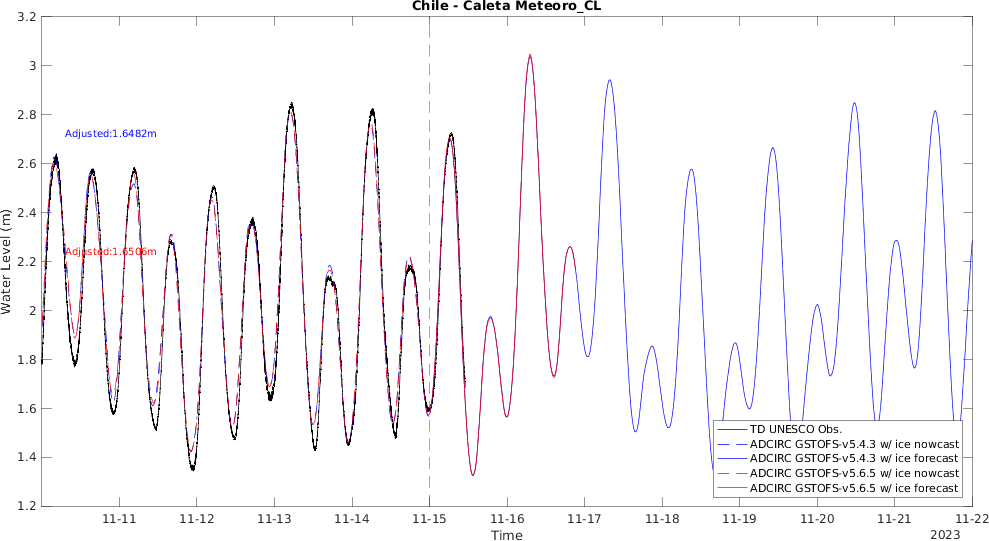 Chile - Caleta Meteoro_CL
3.2
3
2.8
2.6
2.4
2.2
2
1.8
1.6
1.4
1.2
Water Level (m)
Adjusted:1.6482m
Adjusted:1.6506m
TD UNESCO Obs.
ADCIRC GSTOFS-v5.4.3 w/ ice nowcast
ADCIRC GSTOFS-v5.4.3 w/ ice forecast
ADCIRC GSTOFS-v5.6.5 w/ ice nowcast
ADCIRC GSTOFS-v5.6.5 w/ ice forecast
11-11 11-12 11-13 11-14 11-15 11-16 11-17 11-18 11-19 11-20 11-21 11-22
Time
2023